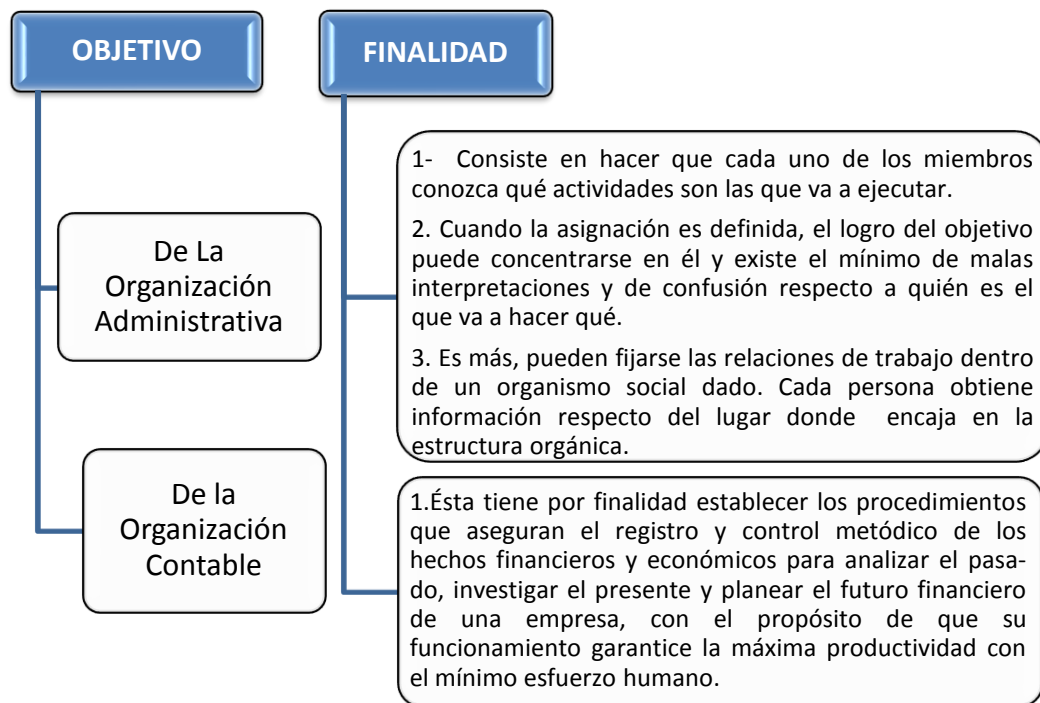 OBJETIVO
FINALIDAD
De La
Organización
Administrativa
1-  Consiste en hacer que cada uno de los miembros
conozca qué actividades son las que va a ejecutar.
2. Cuando la asignación es definida, el logro del objetivo
puede concentrarse en él y existe el mínimo de malas
interpretaciones y de confusión respecto a quién es el
que va a hacer qué.
3. Es más, pueden fijarse las relaciones de trabajo dentro
de un organismo social dado. Cada persona obtiene
información respecto del lugar donde  encaja en la
estructura orgánica.
De la
Organización
Contable
1.Ésta tiene por finalidad establecer los procedimientos
que aseguran el registro y control metódico de los
hechos financieros y económicos para analizar el pasa-
do, investigar el presente y planear el futuro financiero
de una empresa, con el propósito de que su
funcionamiento garantice la máxima productividad con
el mínimo esfuerzo humano.